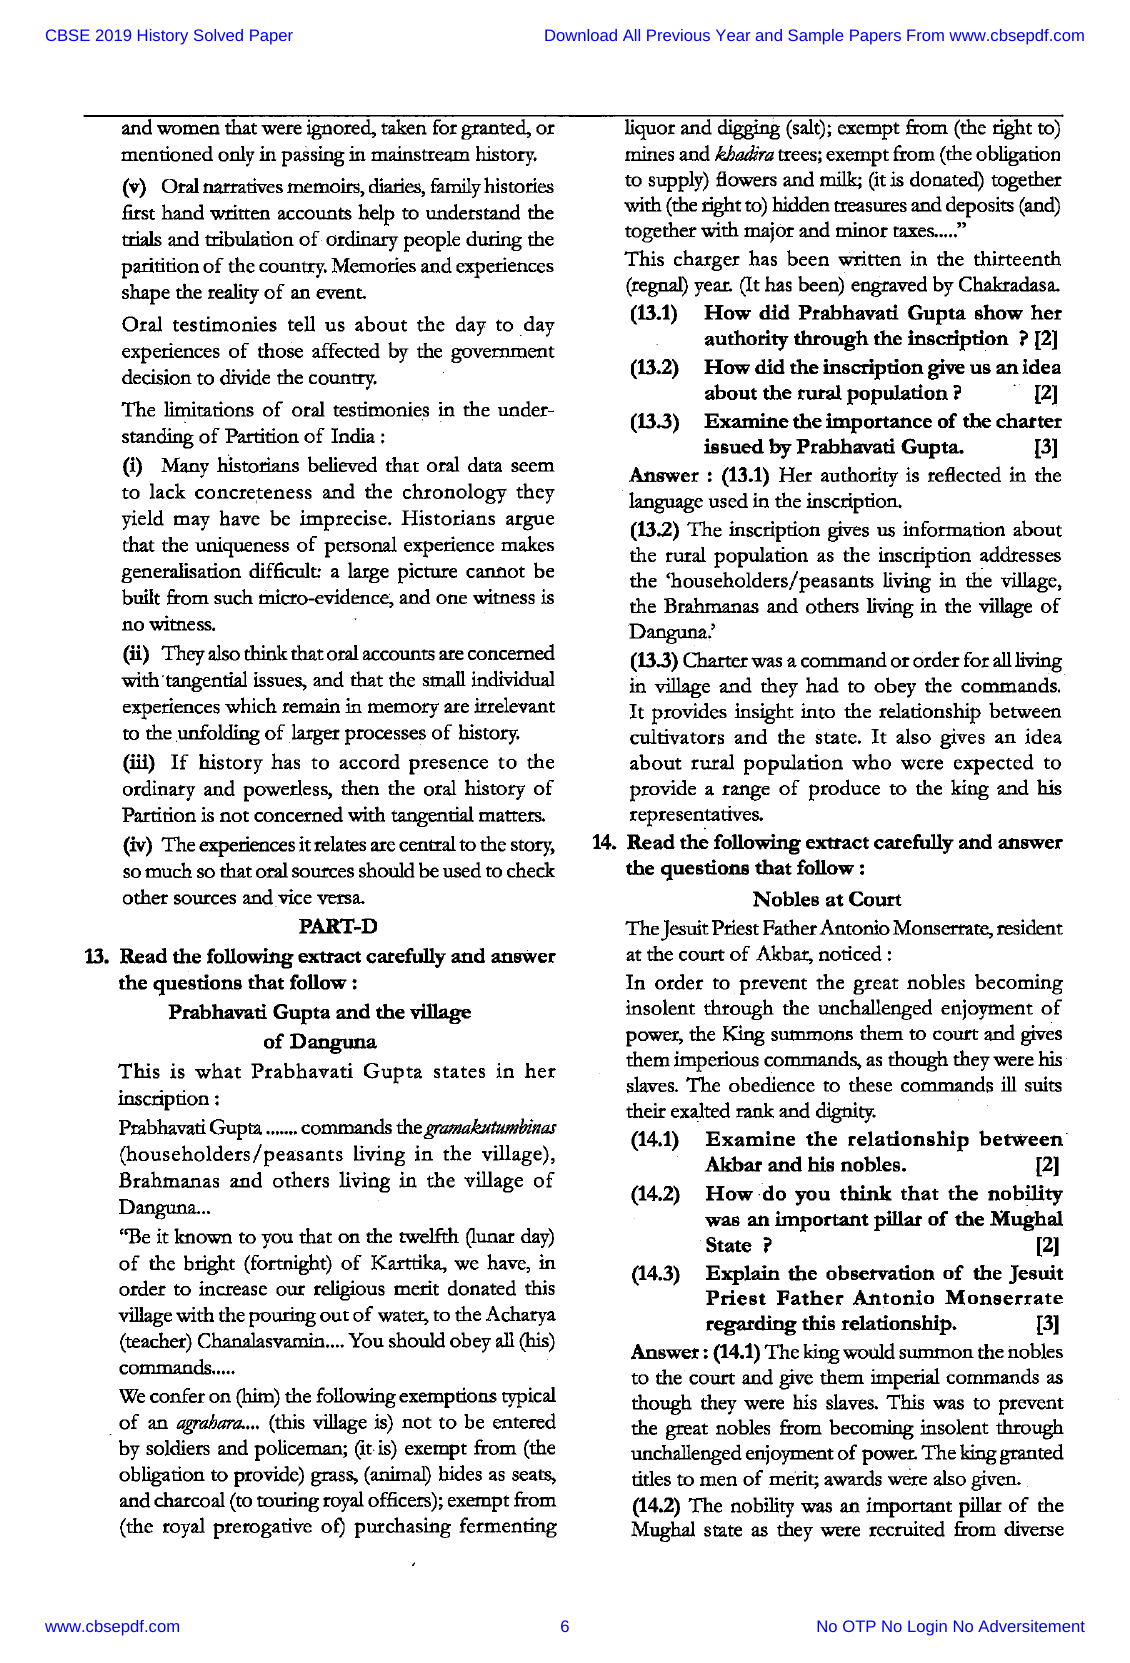 CBSE 2019 History Solved Paper
Download All Previous Year and Sample Papers From www.cbsepdf.com
and women that were ignored, taken for granted, or
mentioned only in passing in mainstream history.
(v) Oral narratives memoirs, diaries, family histories
first hand written accounts help to understand the
trials and tribulation of ordinary people during the
paritition of the country. Memories and experiences
shape the reality of an event.
Oral testimonies tell us about the day to day
experiences of those affected by the government
decision to divide the country.
The limitations of oral testimonies in the under-
standing of Partition of India :
(i) Many historians believed that oral data seem
to lack concreteness and the chronology they
yield may have be imprecise. Historians argue
that the uniqueness of personal experience makes
generalisation difficult: a large picture cannot be
built from such micro-evidence, and one witness is
no witness.
(ii) They also think that oral accounts are concerned
with tangential issues, and that the small individual
experiences which remain in memory are irrelevant
to the unfolding of larger processes of history.
(iii) If history has to accord presence to the
ordinary and powerless, then the oral history of
Partition is not concerned with tangential matters.
(iv) The experiences it relates are central to the story,
so much so that oral sources should be used to check
other sources and vice versa.
PART-D
13. Read the following extract carefully and answer
the questions that follow :
Prabhavati Gupta and the village
of Danguna
This is what Prabhavati Gupta states in her
inscription :
Prabhavati Gupta ....... commands the gramakutumbinas
(householders/peasants living in the village),
Brahmanas and others living in the village of
Danguna...
“Be it known to you that on the twelfth (lunar day)
of the bright (fortnight) of Karttika, we have, in
order to increase our religious merit donated this
village with the pouring out of water, to the Acharya
(teacher) Chanalasvamin.... You should obey all (his)
commands.....
We confer on (him) the following exemptions typical
of an agrahara.... (this village is) not to be entered
by soldiers and policeman; (it is) exempt from (the
obligation to provide) grass, (animal) hides as seats,
and charcoal (to touring royal officers); exempt from
(the royal prerogative of) purchasing fermenting
liquor and digging (salt); exempt from (the right to)
mines and khadira trees; exempt from (the obligation
to supply) flowers and milk; (it is donated) together
with (the right to) hidden treasures and deposits (and)
together with major and minor taxes.....”
This charger has been written in the thirteenth
(regnal) year. (It has been) engraved by Chakradasa.
(13.1) How did Prabhavati Gupta show her
authority through the inscription ? [2]
(13.2) How did the inscription give us an idea
about the rural population ? [2]
(13.3) Examine the importance of the charter
issued by Prabhavati Gupta. [3]
Answer : (13.1) Her authority is reflected in the
language used in the inscription.
(13.2) The inscription gives us information about
the rural population as the inscription addresses
the ‘householders/peasants living in the village,
the Brahmanas and others living in the village of
Danguna.’
(13.3) Charter was a command or order for all living
in village and they had to obey the commands.
It provides insight into the relationship between
cultivators and the state. It also gives an idea
about rural population who were expected to
provide a range of produce to the king and his
representatives.
14. Read the following extract carefully and answer
the questions that follow :
Nobles at Court
The Jesuit Priest Father Antonio Monserrate, resident
at the court of Akbar, noticed :
In order to prevent the great nobles becoming
insolent through the unchallenged enjoyment of
power, the King summons them to court and gives
them imperious commands, as though they were his
slaves. The obedience to these commands ill suits
their exalted rank and dignity.
(14.1) Examine the relationship between
Akbar and his nobles. [2]
(14.2) How do you think that the nobility
was an important pillar of the Mughal
State ? [2]
(14.3) Explain the observation of the Jesuit
Priest Father Antonio Monserrate
regarding this relationship. [3]
Answer : (14.1) The king would summon the nobles
to the court and give them imperial commands as
though they were his slaves. This was to prevent
the great nobles from becoming insolent through
unchallenged enjoyment of power. The king granted
titles to men of merit; awards were also given.
(14.2) The nobility was an important pillar of the
Mughal state as they were recruited from diverse
www.cbsepdf.com
6
No OTP No Login No Adversitement